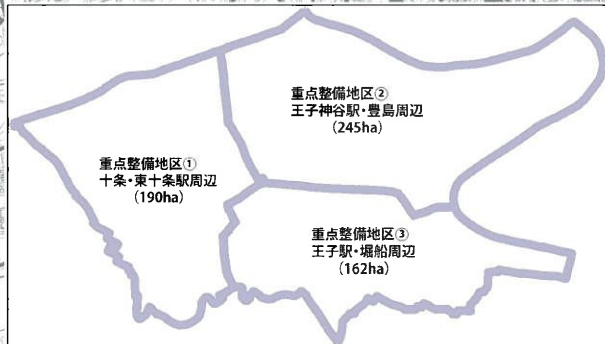 重点整備地区②
王子神谷駅・豊島周辺
(245ha)
重点整備地区①
十条・東十条駅周辺
(190ha)
重点整備地区③
王子駅・堀船周辺
(162ha)